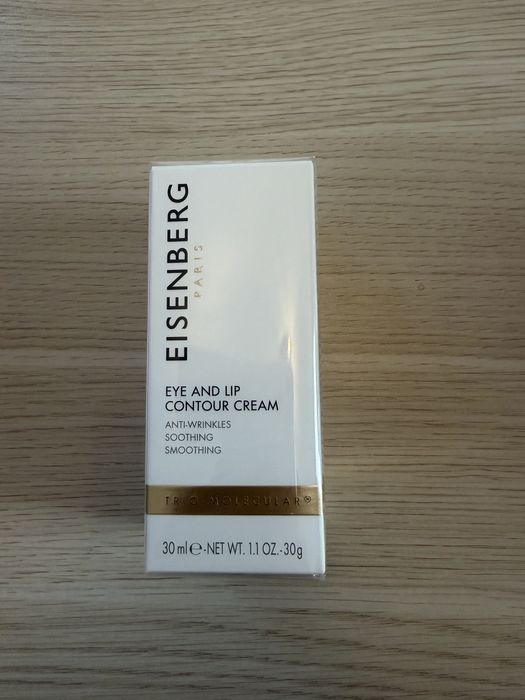 EISENBERG
PARIS
EYE AND LIP
CONTOUR CREAM
ANTI-WRINKLES
SOOTHING
SMOOTHING
TRIO-MOLECULAR®
30 ml ℮-NET WT. 1.1 OZ.-30g